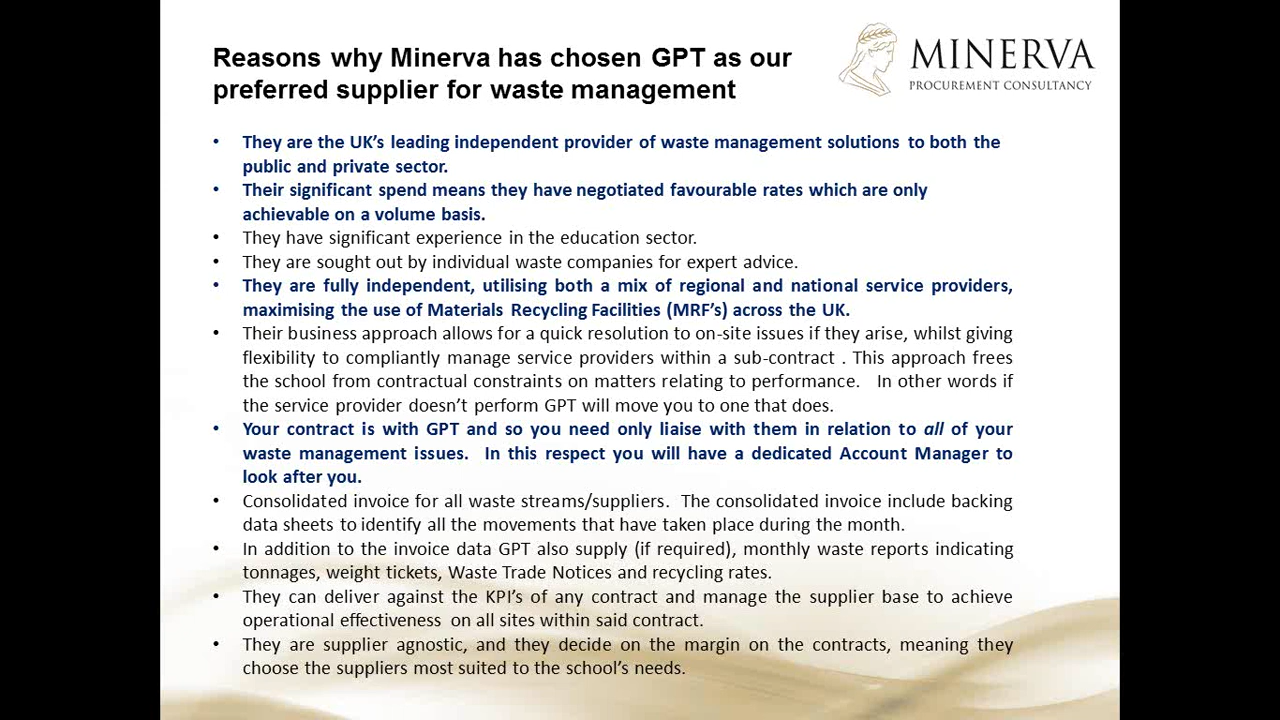 Reasons why Minerva has chosen GPT as our
preferred supplier for waste management
MINERVA
PROCUREMENT CONSULTANCY
• They are the UK's leading independent provider of waste management solutions to both the
public and private sector.
• Their significant spend means they have negotiated favourable rates which are only
achievable on a volume basis.
• They have significant experience in the education sector.
• They are sought out by individual waste companies for expert advice.
• They are fully independent, utilising both a mix of regional and national service providers,
maximising the use of Materials Recycling Facilities (MRF's) across the UK.
• Their business approach allows for a quick resolution to on-site issues if they arise, whilst giving
flexibility to compliantly manage service providers within a sub-contract . This approach frees
the school from contractual constraints on matters relating to performance. In other words if
the service provider doesn't perform GPT will move you to one that does.
• Your contract is with GPT and so you need only liaise with them in relation to all of your
waste management issues. In this respect you will have a dedicated Account Manager to
look after you.
• Consolidated invoice for all waste streams/suppliers. The consolidated invoice include backing
data sheets to identify all the movements that have taken place during the month.
• In addition to the invoice data GPT also supply (if required), monthly waste reports indicating
tonnages, weight tickets, Waste Trade Notices and recycling rates.
• They can deliver against the KPI's of any contract and manage the supplier base to achieve
operational effectiveness on all sites within said contract.
• They are supplier agnostic, and they decide on the margin on the contracts, meaning they
choose the suppliers most suited to the school's needs.